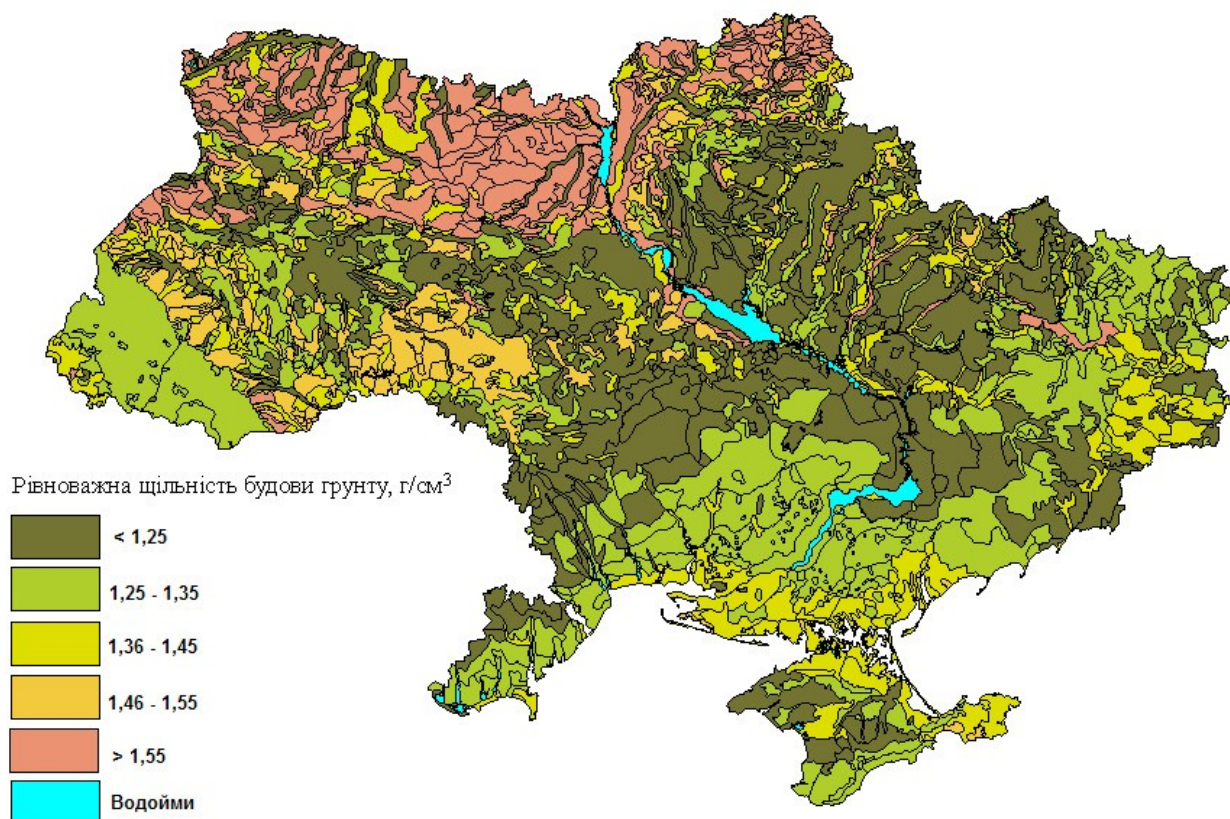 Рівноважна щільність будови грунту, г/см³
< 1,25
1,25 - 1,35
1,36 - 1,45
1,46 - 1,55
> 1,55
Водойми